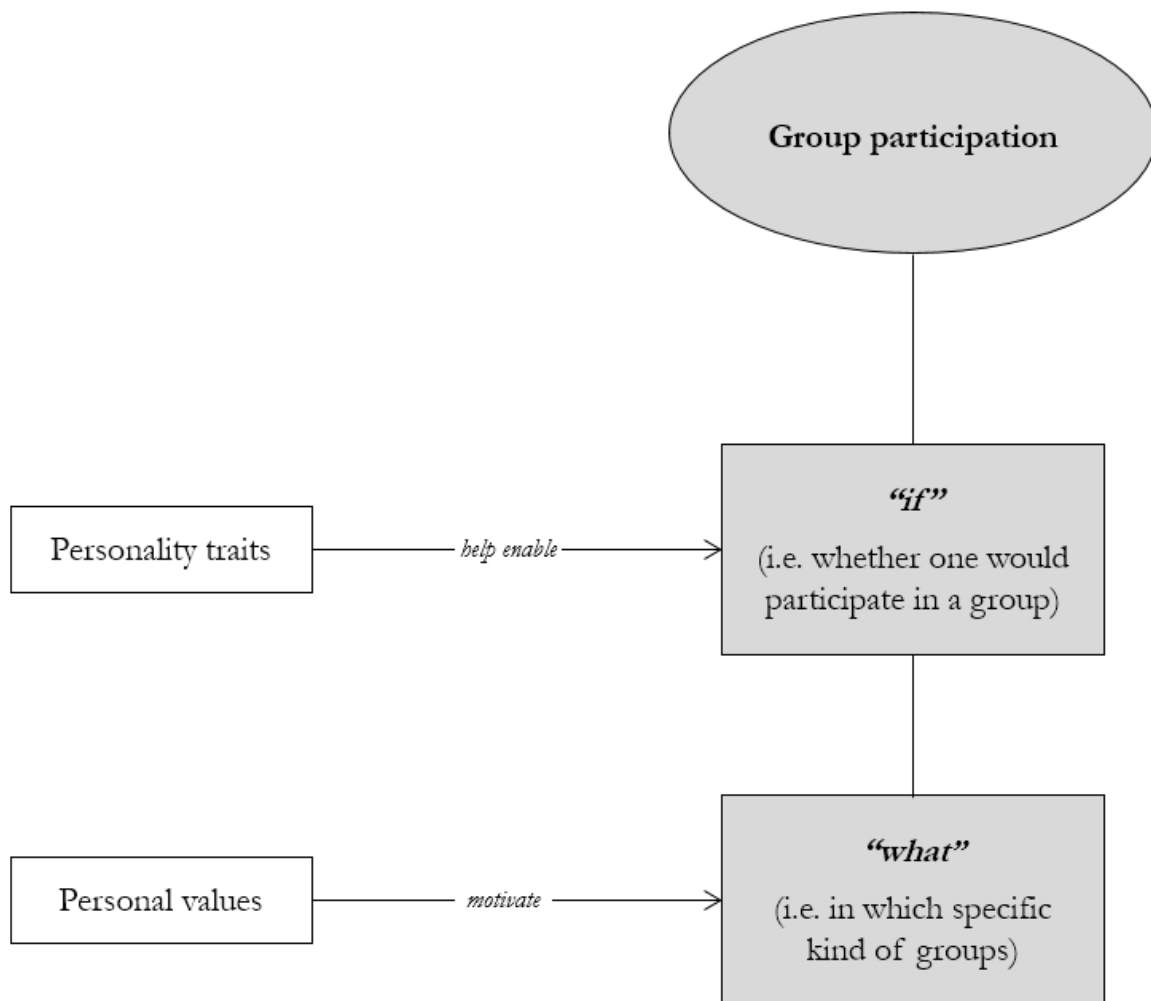 Group participation
“if”
(i.e. whether one would
participate in a group)
Personality traits
help enable
“what”
(i.e. in which specific
kind of groups)
Personal values
motivate